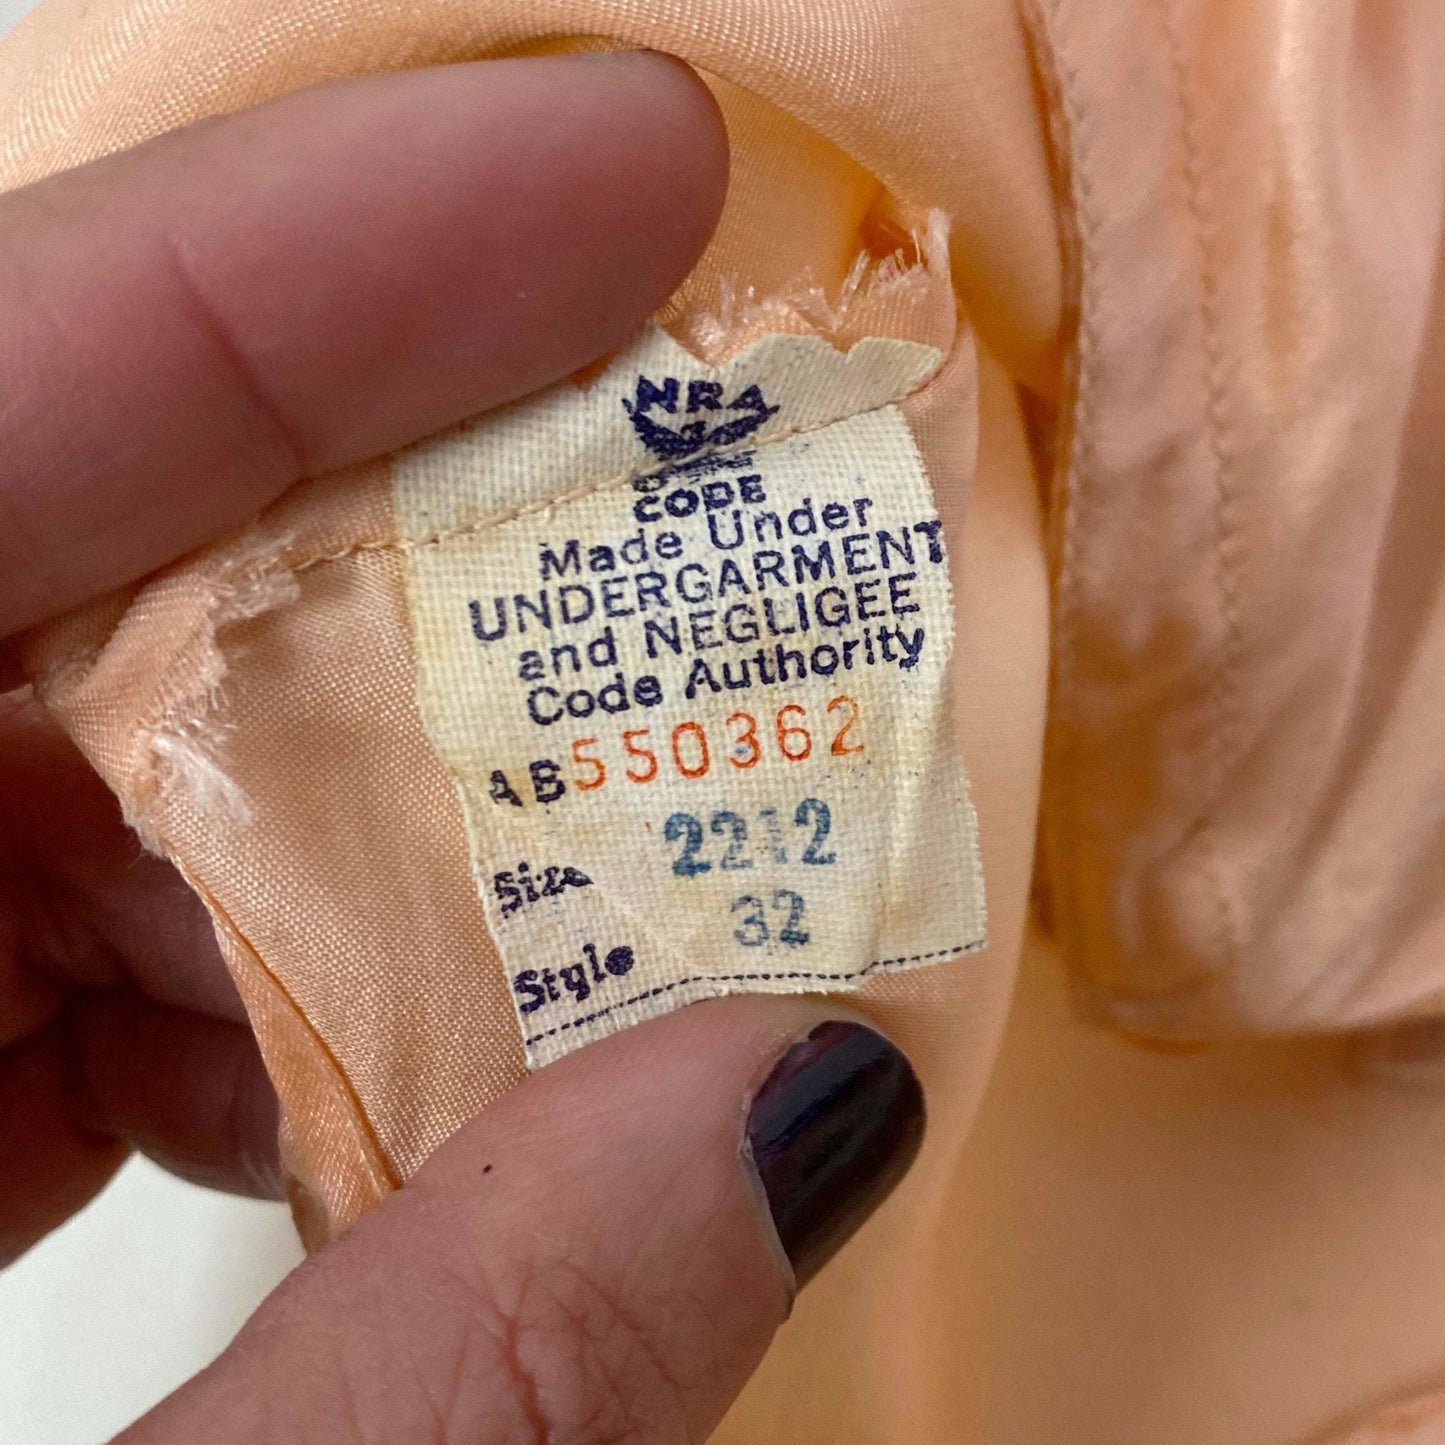 NRA
CODE
Made Under
UNDERGARMENT
and NEGLIGEE
Code Authority
AB550362
2212
Size
32
Style